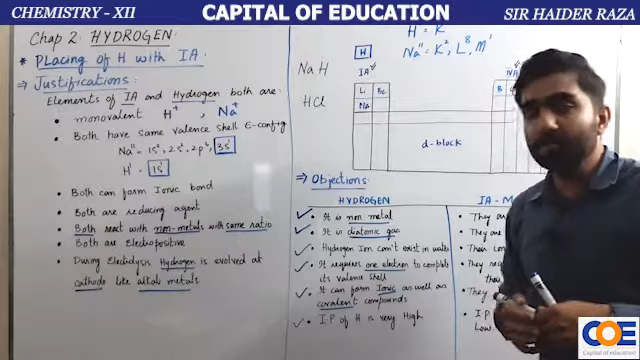 CHEMISTRY - XII
CAPITAL OF EDUCATION
SIR HAIDER RAZA
Chap 2: HYDROGEN
* Placing of H with IA.
⇒ Justifications:
Elements of IA and Hydrogen both are:
• monovalent H⁺, Na⁺
• Both have same valence shell E-config
Na¹¹ = 1S², 2S², 2p⁶, 3S¹
H¹ = 1S¹
• Both can form Ionic bond
• Both are reducing agent
• Both react with non-metals with same ratio
• Both are Electropositive
• During Electolysis Hydrogen is evolved at
cathode like alkali metals
H = K¹
Na¹¹ = K², L⁸, M¹
H
NaH
IA
HCl
L
Be
Na
B
d-block
⇒ Objections:
HYDROGEN
✓ It is non metal
✓ It is diatomic gas
✓ Hydrogen Ion can't exist in water
✓ It requires one electron to complete
its valence shell
✓ It can form Ionic as well as
covalent compounds
✓ I.P of H is very High
IA-M
• They
• They are
• Their
• They
• They
• I.P
Low.
COE
Capital of education